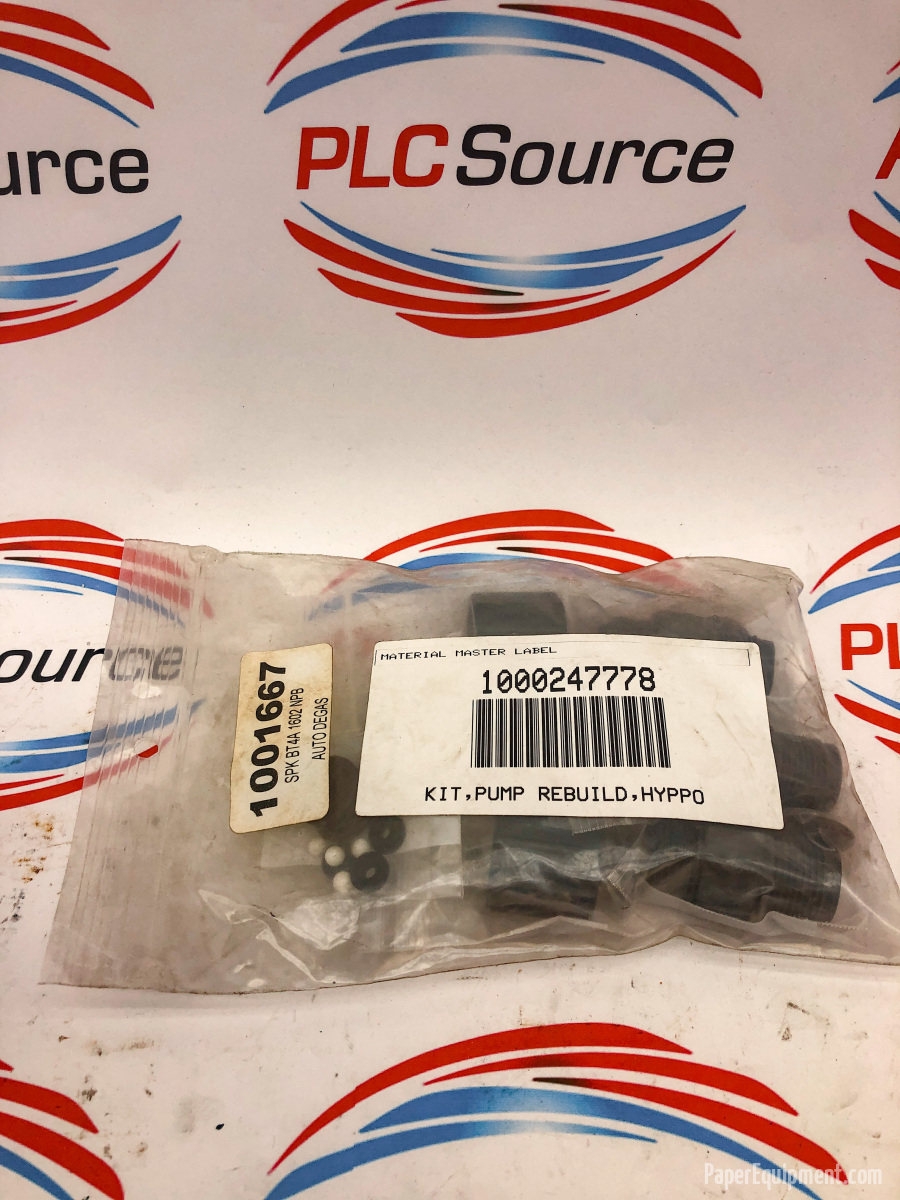 urce
PLC Source
Source
PL
1001667
SPK BT4A 1602 NPB
AUTO DEGAS
MATERIAL MASTER LABEL
1000247778
KIT,PUMP REBUILD,HYPPO
PaperEquipment.com